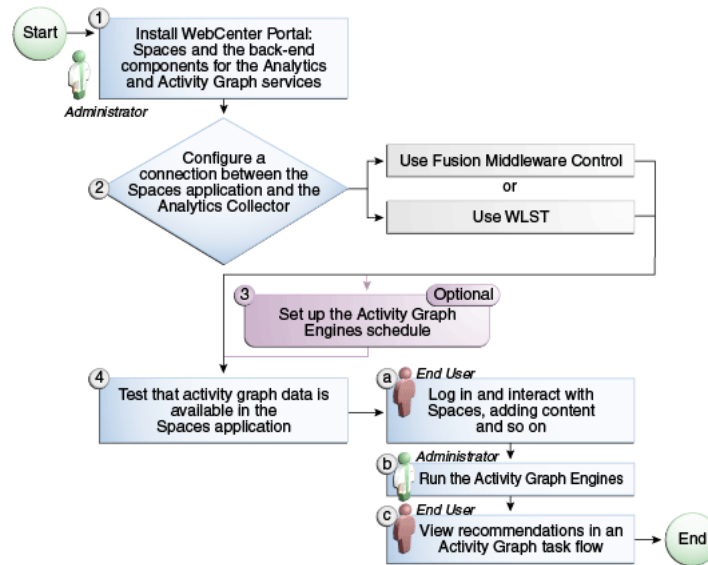 Start
1
Install WebCenter Portal:
Spaces and the back-end
components for the Analytics
and Activity Graph services
Administrator
2
Configure a
connection between the
Spaces application and the
Analytics Collector
Use Fusion Middleware Control
or
Use WLST
3
Optional
Set up the Activity Graph
Engines schedule
4
Test that activity graph data is
available in the
Spaces application
a
End User
Log in and interact with
Spaces, adding content
and so on
b
Administrator
Run the Activity Graph Engines
c
End User
View recommendations in an
Activity Graph task flow
End